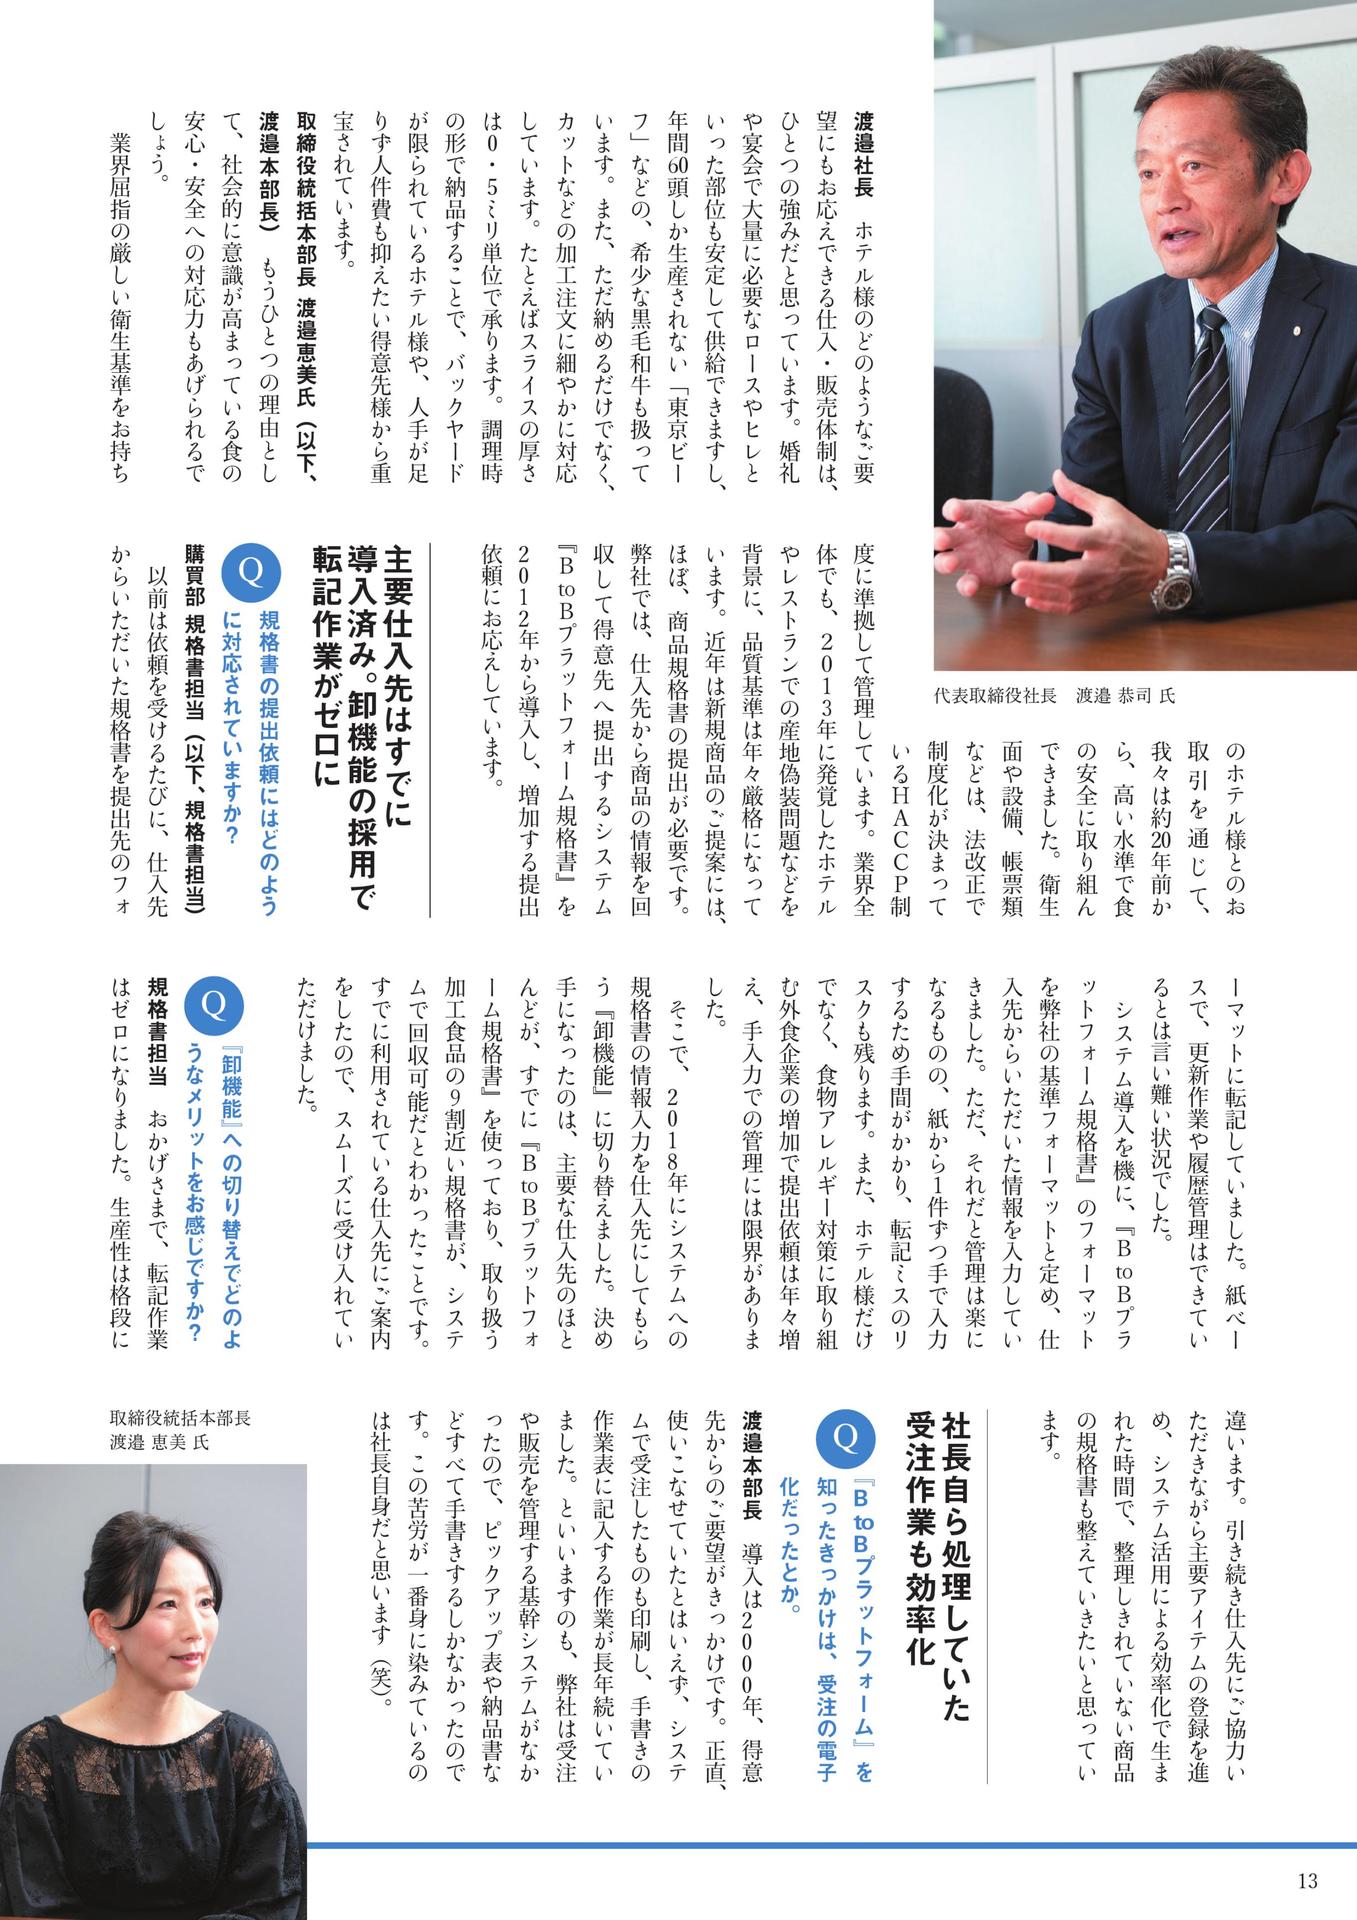 渡邉社長　ホテル様のどのようなご要
望にもお応えできる仕入・販売体制は、
ひとつの強みだと思っています。婚礼
や宴会で大量に必要なロースやヒレと
いった部位も安定して供給できますし、
年間60頭しか生産されない「東京ビー
フ」などの、希少な黒毛和牛も扱って
います。また、ただ納めるだけでなく、
カットなどの加工注文に細やかに対応
しています。たとえばスライスの厚さ
は0・5ミリ単位で承ります。調理時
の形で納品することで、バックヤード
が限られているホテル様や、人手が足
りず人件費も抑えたい得意先様から重
宝されています。
取締役統括本部長 渡邉恵美氏（以下、
渡邉本部長）　もうひとつの理由とし
て、社会的に意識が高まっている食の
安心・安全への対応力もあげられるで
しょう。
　業界屈指の厳しい衛生基準をお持ち
代表取締役社長　渡邉 恭司 氏
のホテル様とのお
取引を通じて、
我々は約20年前か
ら、高い水準で食
の安全に取り組ん
できました。衛生
面や設備、帳票類
などは、法改正で
制度化が決まって
いるHACCP制
度に準拠して管理しています。業界全
体でも、2013年に発覚したホテル
やレストランでの産地偽装問題などを
背景に、品質基準は年々厳格になって
います。近年は新規商品のご提案には、
ほぼ、商品規格書の提出が必要です。
弊社では、仕入先から商品の情報を回
収して得意先へ提出するシステム
『BtoBプラットフォーム規格書』を
2012年から導入し、増加する提出
依頼にお応えしています。
主要仕入先はすでに
導入済み。卸機能の採用で
転記作業がゼロに
Q
規格書の提出依頼にはどのよう
に対応されていますか？
購買部 規格書担当（以下、規格書担当）
　以前は依頼を受けるたびに、仕入先
からいただいた規格書を提出先のフォ
ーマットに転記していました。紙ベー
スで、更新作業や履歴管理はできてい
るとは言い難い状況でした。
　システム導入を機に、『BtoBプラ
ットフォーム規格書』のフォーマット
を弊社の基準フォーマットと定め、仕
入先からいただいた情報を入力してい
きました。ただ、それだと管理は楽に
なるものの、紙から1件ずつ手で入力
するため手間がかかり、転記ミスのリ
スクも残ります。また、ホテル様だけ
でなく、食物アレルギー対策に取り組
む外食企業の増加で提出依頼は年々増
え、手入力での管理には限界がありま
した。
　そこで、2018年にシステムへの
規格書の情報入力を仕入先にしてもら
う『卸機能』に切り替えました。決め
手になったのは、主要な仕入先のほと
んどが、すでに『BtoBプラットフォ
ーム規格書』を使っており、取り扱う
加工食品の9割近い規格書が、システ
ムで回収可能だとわかったことです。
すでに利用されている仕入先にご案内
をしたので、スムーズに受け入れてい
ただけました。
Q
『卸機能』への切り替えでどのよ
うなメリットをお感じですか？
規格書担当　おかげさまで、転記作業
はゼロになりました。生産性は格段に
違います。引き続き仕入先にご協力い
ただきながら主要アイテムの登録を進
め、システム活用による効率化で生ま
れた時間で、整理しきれていない商品
の規格書も整えていきたいと思ってい
ます。
社長自ら処理していた
受注作業も効率化
Q
『BtoBプラットフォーム』を
知ったきっかけは、受注の電子
化だったとか。
渡邉本部長　導入は2000年、得意
先からのご要望がきっかけです。正直、
使いこなせていたとはいえず、システ
ムで受注したものも印刷し、手書きの
作業表に記入する作業が長年続いてい
ました。といいますのも、弊社は受注
や販売を管理する基幹システムがなか
ったので、ピックアップ表や納品書な
どすべて手書きするしかなかったので
す。この苦労が一番身に染みているの
は社長自身だと思います（笑）。
取締役統括本部長
渡邉 恵美 氏
13